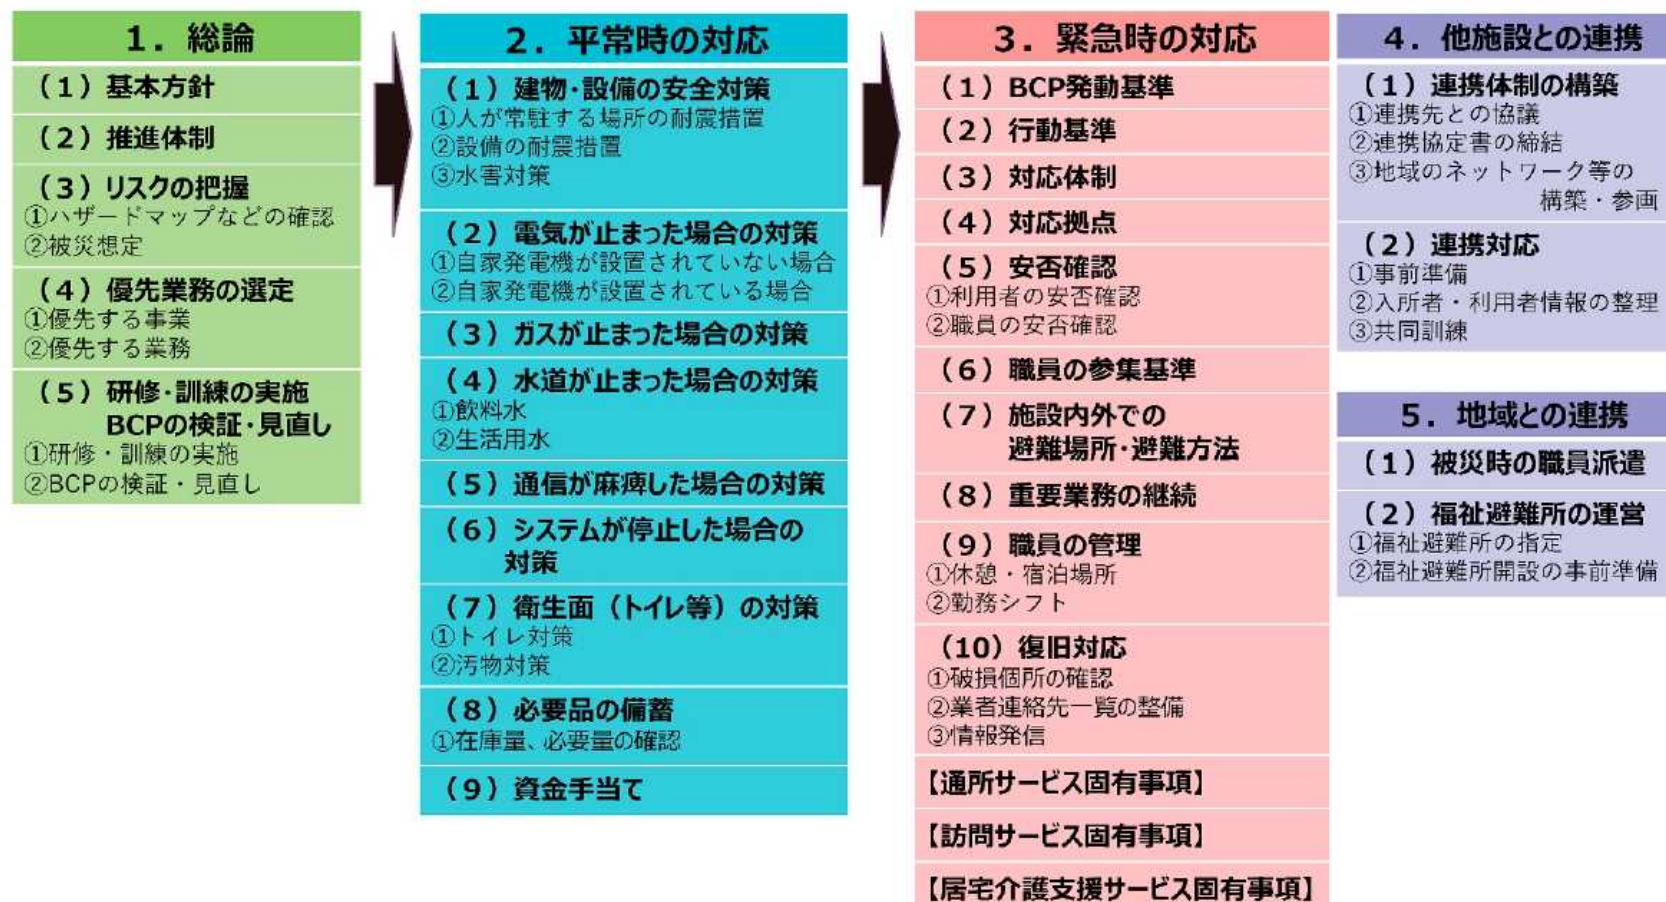 1．総論
（1）基本方針
（2）推進体制
（3）リスクの把握
①ハザードマップなどの確認
②被災想定
（4）優先業務の選定
①優先する事業
②優先する業務
（5）研修・訓練の実施
BCPの検証・見直し
①研修・訓練の実施
②BCPの検証・見直し
2．平常時の対応
（1）建物・設備の安全対策
①人が常駐する場所の耐震措置
②設備の耐震措置
③水害対策
（2）電気が止まった場合の対策
①自家発電機が設置されていない場合
②自家発電機が設置されている場合
（3）ガスが止まった場合の対策
（4）水道が止まった場合の対策
①飲料水
②生活用水
（5）通信が麻痺した場合の対策
（6）システムが停止した場合の
対策
（7）衛生面（トイレ等）の対策
①トイレ対策
②汚物対策
（8）必要品の備蓄
①在庫量、必要量の確認
（9）資金手当て
3．緊急時の対応
（1）BCP発動基準
（2）行動基準
（3）対応体制
（4）対応拠点
（5）安否確認
①利用者の安否確認
②職員の安否確認
（6）職員の参集基準
（7）施設内外での
避難場所・避難方法
（8）重要業務の継続
（9）職員の管理
①休憩・宿泊場所
②勤務シフト
（10）復旧対応
①破損個所の確認
②業者連絡先一覧の整備
③情報発信
【通所サービス固有事項】
【訪問サービス固有事項】
【居宅介護支援サービス固有事項】
4．他施設との連携
（1）連携体制の構築
①連携先との協議
②連携協定書の締結
③地域のネットワーク等の
構築・参画
（2）連携対応
①事前準備
②入所者・利用者情報の整理
③共同訓練
5．地域との連携
（1）被災時の職員派遣
（2）福祉避難所の運営
①福祉避難所の指定
②福祉避難所開設の事前準備